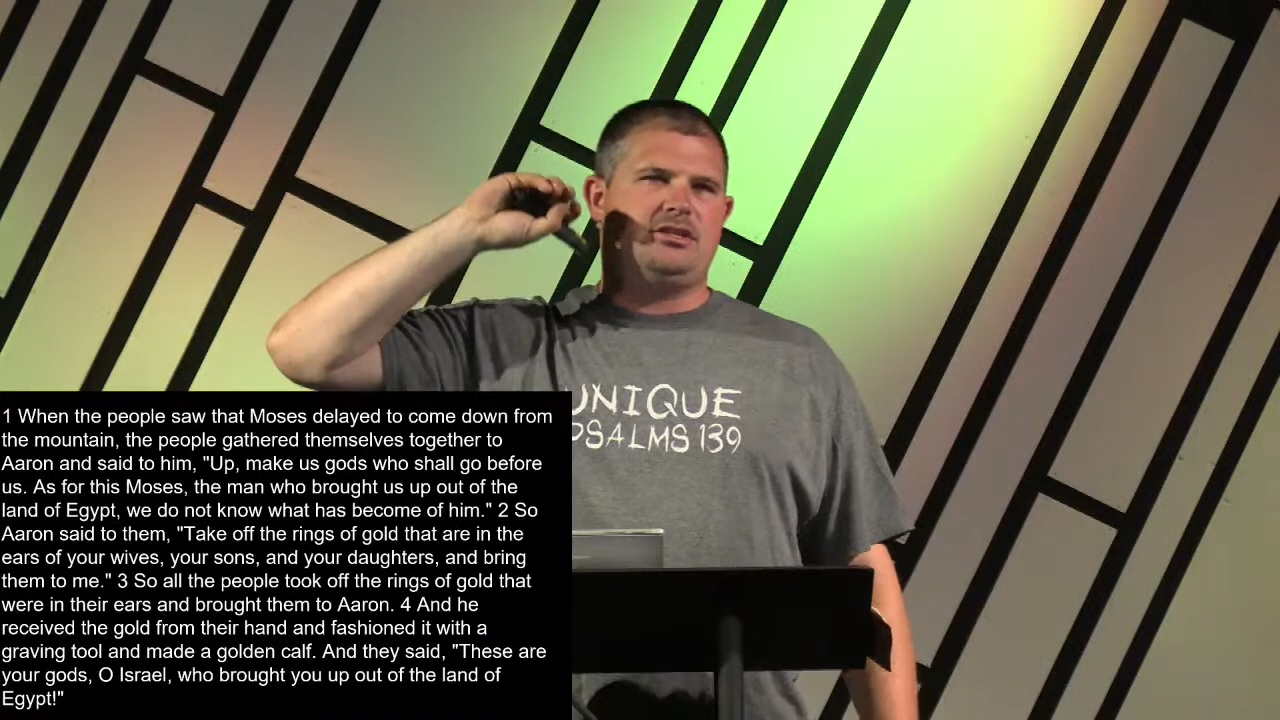 UNIQUE
PSALMS 139
1 When the people saw that Moses delayed to come down from
the mountain, the people gathered themselves together to
Aaron and said to him, "Up, make us gods who shall go before
us. As for this Moses, the man who brought us up out of the
land of Egypt, we do not know what has become of him." 2 So
Aaron said to them, "Take off the rings of gold that are in the
ears of your wives, your sons, and your daughters, and bring
them to me." 3 So all the people took off the rings of gold that
were in their ears and brought them to Aaron. 4 And he
received the gold from their hand and fashioned it with a
graving tool and made a golden calf. And they said, "These are
your gods, O Israel, who brought you up out of the land of
Egypt!"